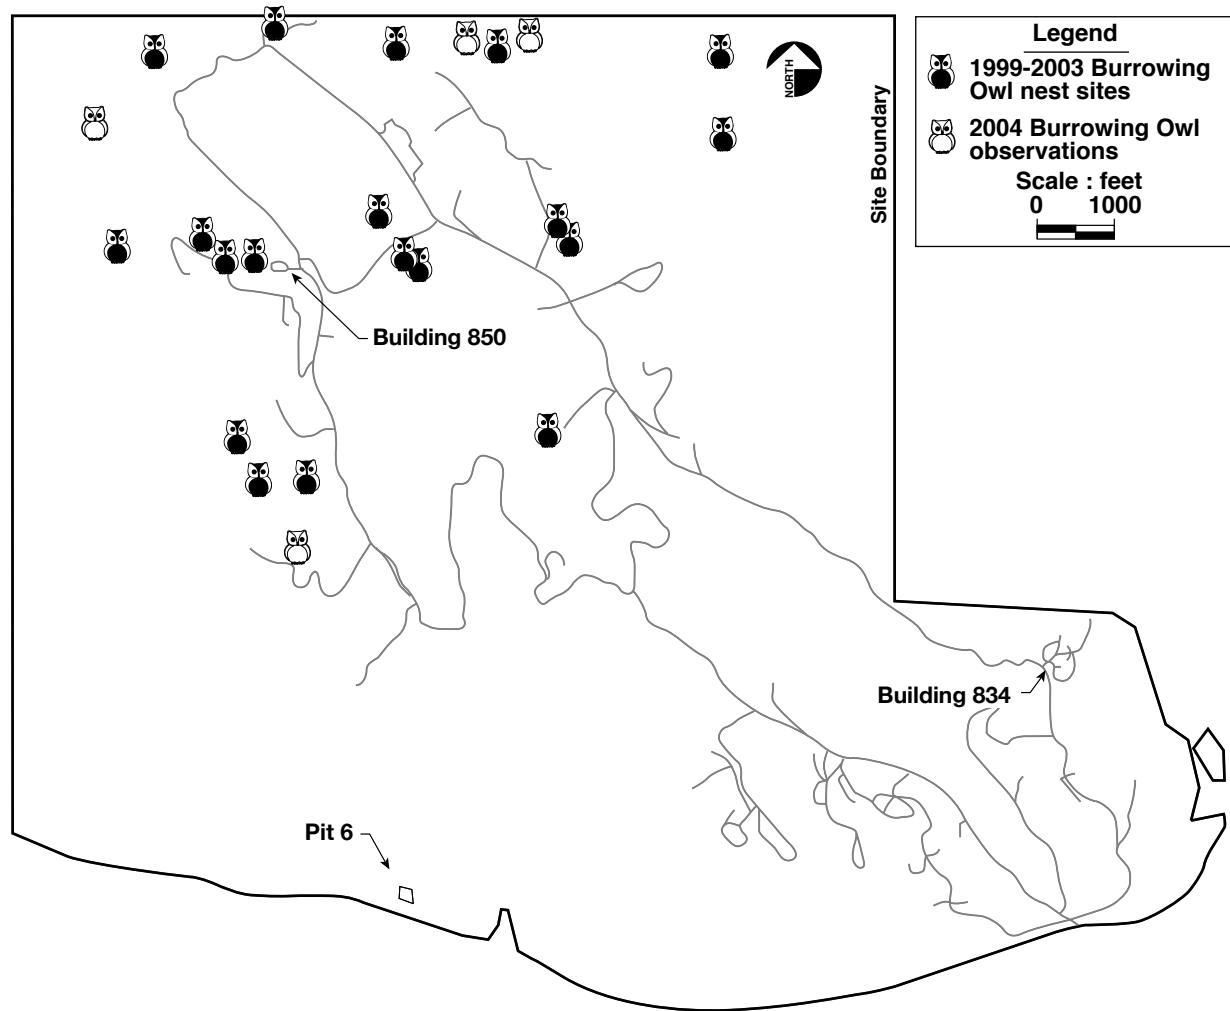 Legend
1999-2003 Burrowing
Owl nest sites
2004 Burrowing Owl
observations
Scale : feet
0 1000
NORTH
Site Boundary
Building 850
Building 834
Pit 6